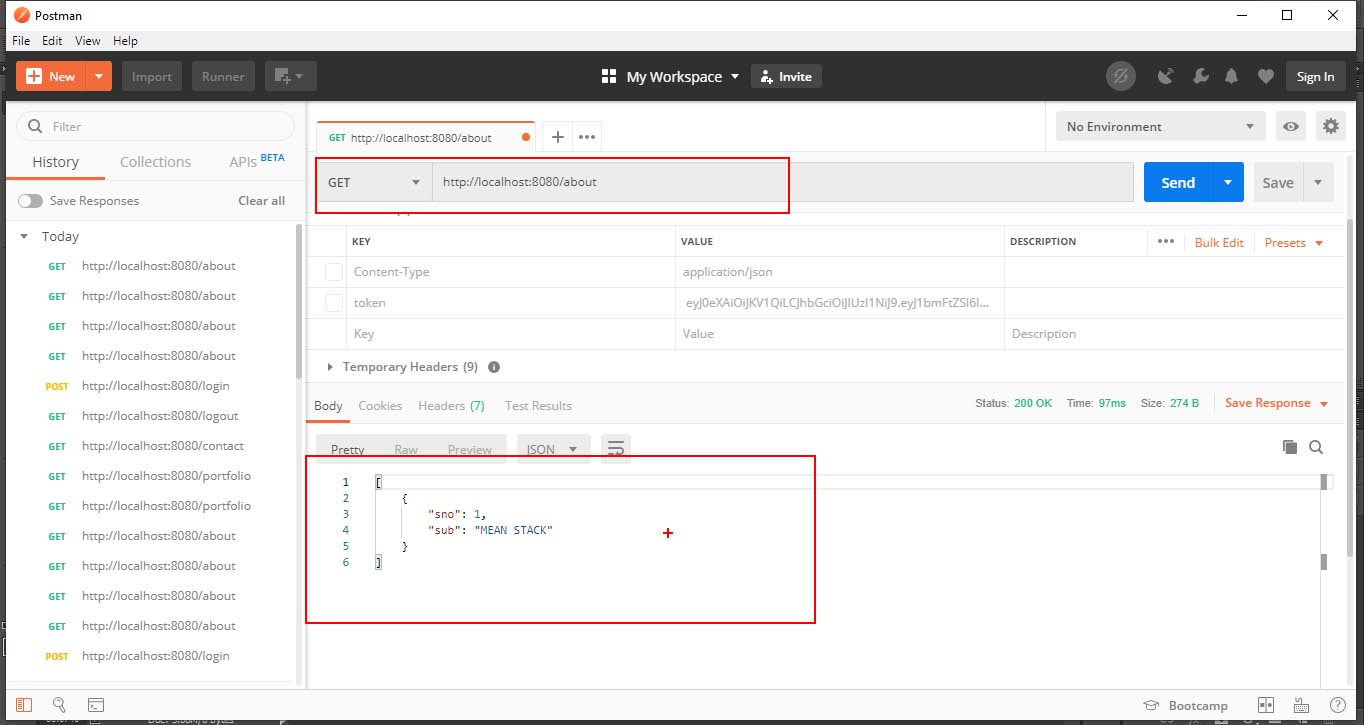 Postman
File Edit View Help
New Import Runner My Workspace Invite Sign In
Filter
History Collections APIs BETA
Save Responses Clear all
Today
GET http://localhost:8080/about
GET http://localhost:8080/about
GET http://localhost:8080/about
GET http://localhost:8080/about
POST http://localhost:8080/login
GET http://localhost:8080/logout
GET http://localhost:8080/contact
GET http://localhost:8080/portfolio
GET http://localhost:8080/portfolio
GET http://localhost:8080/about
GET http://localhost:8080/about
GET http://localhost:8080/about
GET http://localhost:8080/about
POST http://localhost:8080/login
GET http://localhost:8080/about
No Environment
GET http://localhost:8080/about
Send Save
KEY VALUE DESCRIPTION ••• Bulk Edit Presets
Content-Type application/json
token eyJ0eXAiOiJKV1QiLCJhbGciOiJIUzI1NiJ9.eyJ1bmFtZSI6I...
Key Value Description
Temporary Headers (9)
Body Cookies Headers (7) Test Results Status: 200 OK Time: 97ms Size: 274 B Save Response
Pretty Raw Preview JSON
1 [
2 {
3 "sno": 1,
4 "sub": "MEAN STACK"
5 }
6 ]
Bootcamp